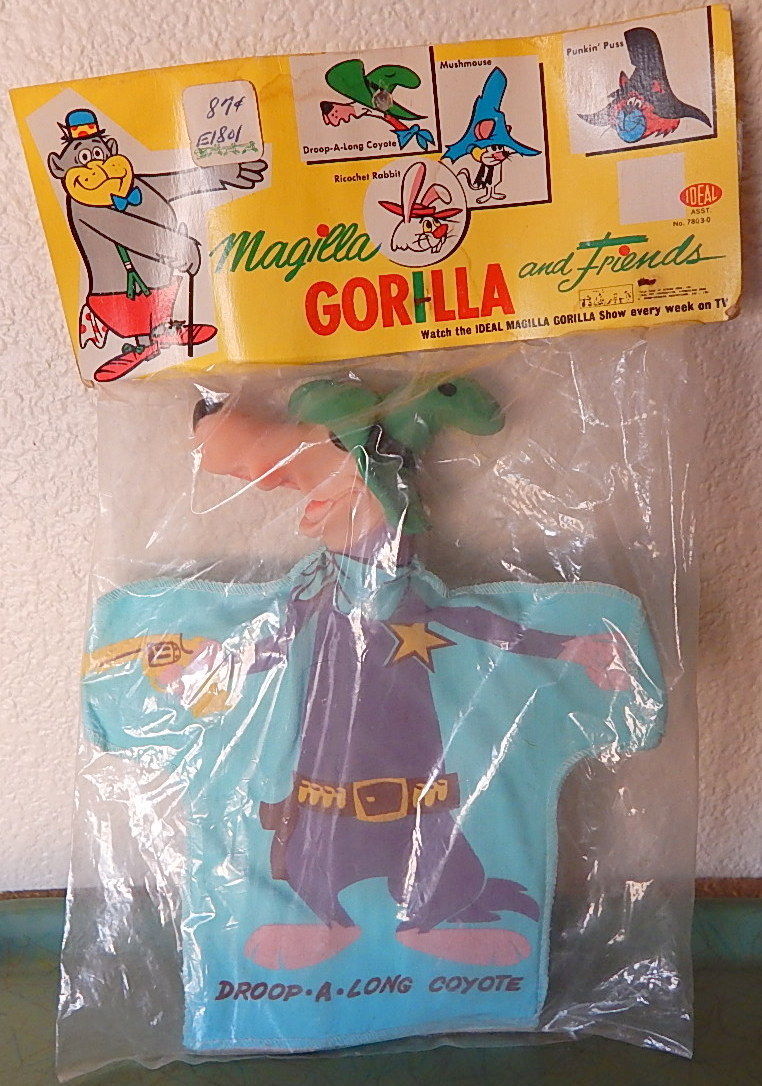 87¢
E1801
Droop-A-Long Coyote
Mushmouse
Punkin' Puss
Ricochet Rabbit
IDEAL
ASST.
No. 7803-0
Magilla
GORILLA
and Friends
Watch the IDEAL MAGILLA GORILLA Show every week on TV
DROOP·A·LONG COYOTE